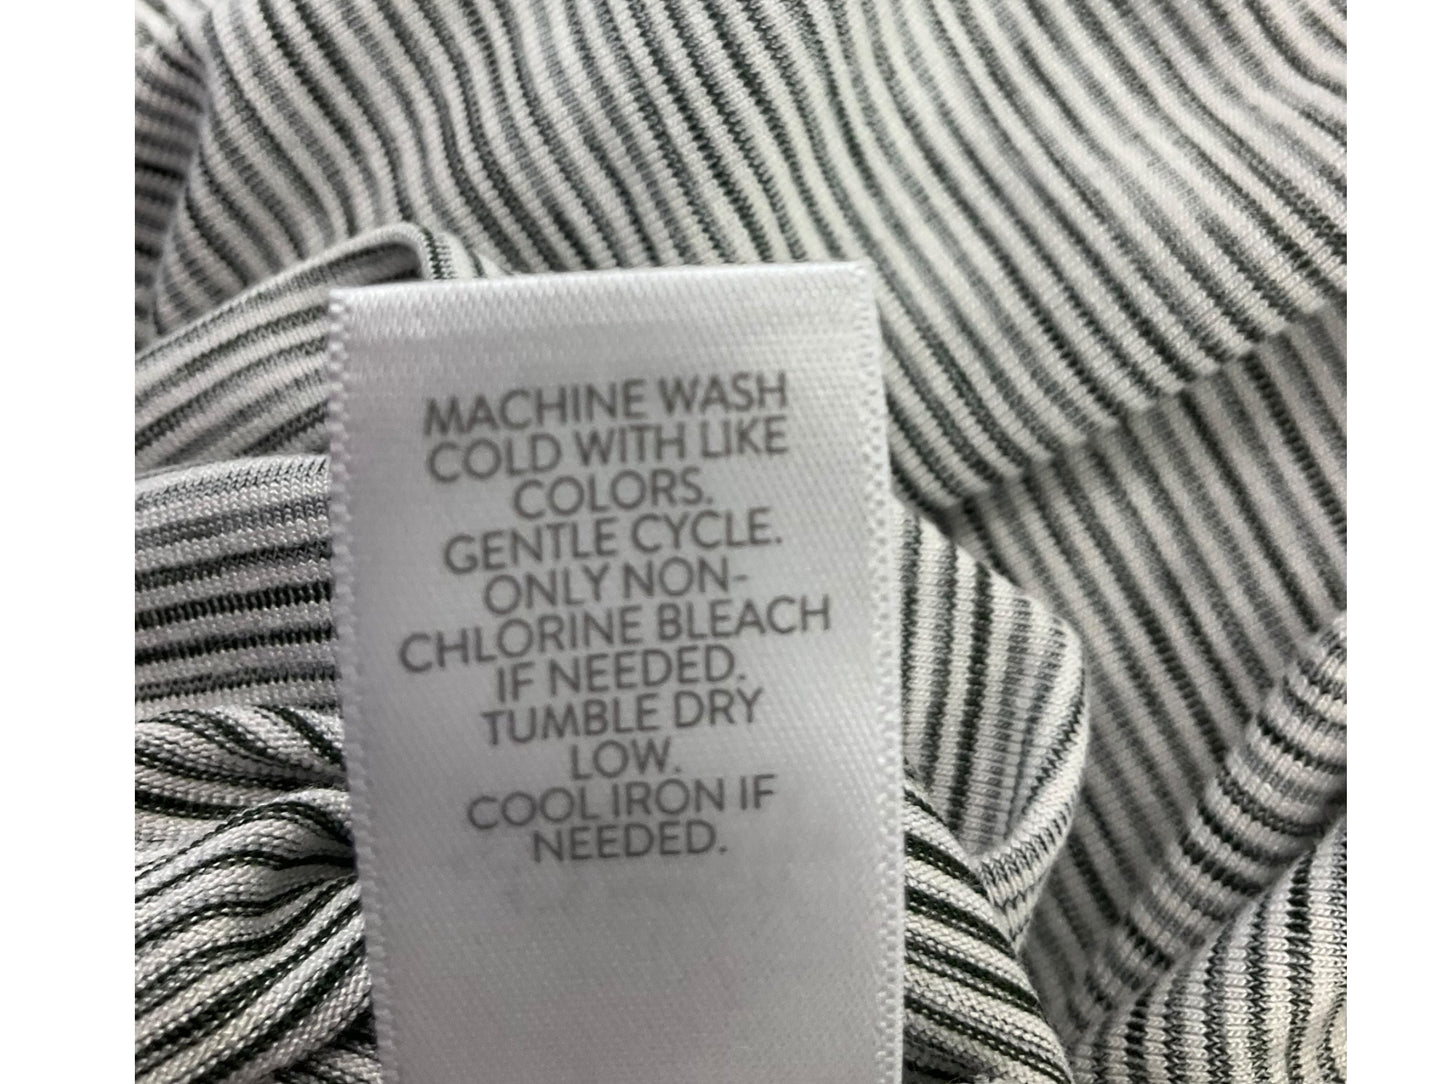 MACHINE WASH
COLD WITH LIKE
COLORS.
GENTLE CYCLE.
ONLY NON-
CHLORINE BLEACH
IF NEEDED.
TUMBLE DRY
LOW.
COOL IRON IF
NEEDED.